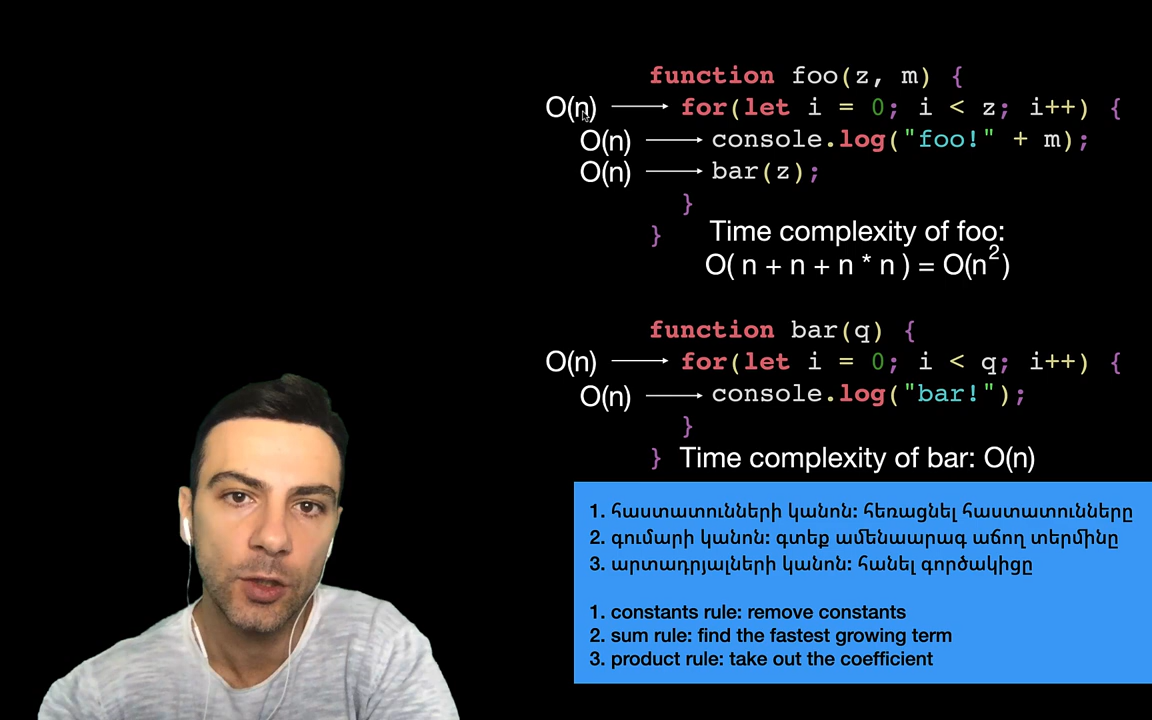 function foo(z, m) {
O(n) for(let i = 0; i < z; i++) {
O(n) console.log("foo!" + m);
O(n) bar(z);
}
}
Time complexity of foo:
O( n + n + n * n ) = O(n²)
function bar(q) {
O(n) for(let i = 0; i < q; i++) {
O(n) console.log("bar!");
}
} Time complexity of bar: O(n)
1. հաստատունների կանոն: հեռացնել հաստատունները
2. գումարի կանոն: գտեք ամենաարագ աճող տերմինը
3. արտադրյալների կանոն: հանել գործակիցը
1. constants rule: remove constants
2. sum rule: find the fastest growing term
3. product rule: take out the coefficient